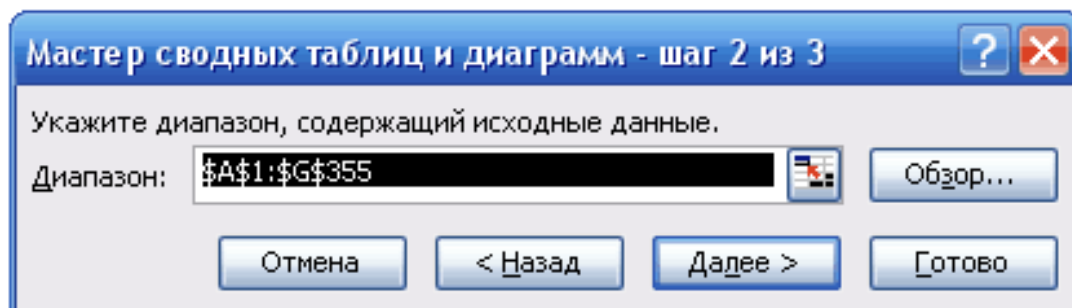 Мастер сводных таблиц и диаграмм - шаг 2 из 3
Укажите диапазон, содержащий исходные данные.
Диапазон: $A$1:$G$355 Обзор...
Отмена < Назад Далее > Готово